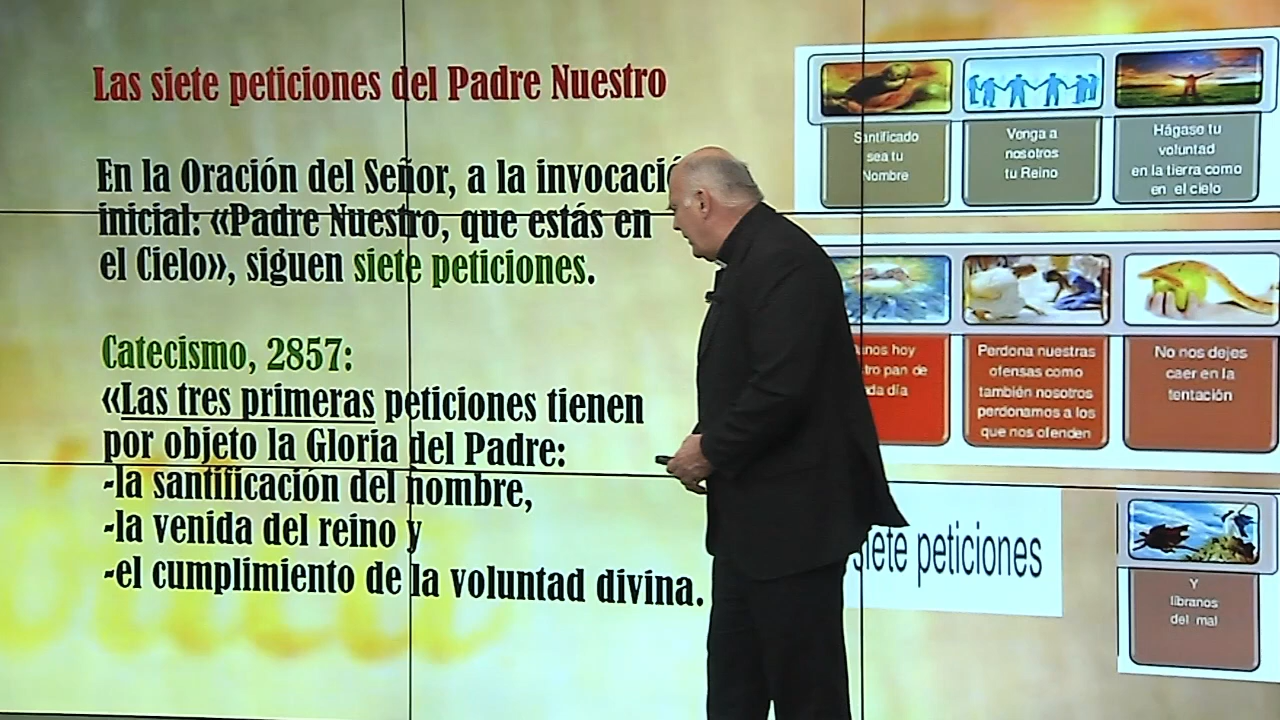 Las siete peticiones del Padre Nuestro
En la Oración del Señor, a la
inicial: «Padre Nuestro, que estás en
el Cielo», siguen siete peticiones.
Catecismo, 2857:
«Las tres primeras peticiones tienen
por objeto la Gloria del Padre:
-la santificación del nombre,
-la venida del reino y
-el cumplimiento de la voluntad divina.
Santificado
sea tu
Nombre
Venga a
nosotros
tu Reino
Hágase tu
voluntad
en la tierra como
en el cielo
hoy
pan de
día
Perdona nuestras
ofensas como
también nosotros
perdonamos a los
que nos ofenden
No nos dejes
caer en la
tentación
siete peticiones
Y
líbranos
del mal